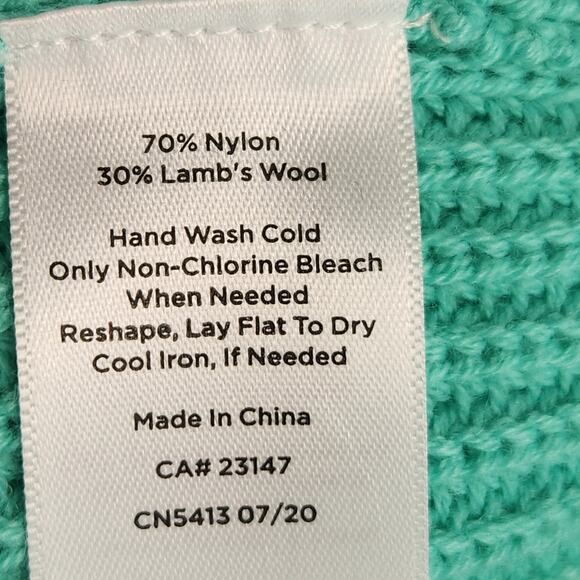 70% Nylon
30% Lamb's Wool
Hand Wash Cold
Only Non-Chlorine Bleach
When Needed
Reshape, Lay Flat To Dry
Cool Iron, If Needed
Made In China
CA# 23147
CN5413 07/20